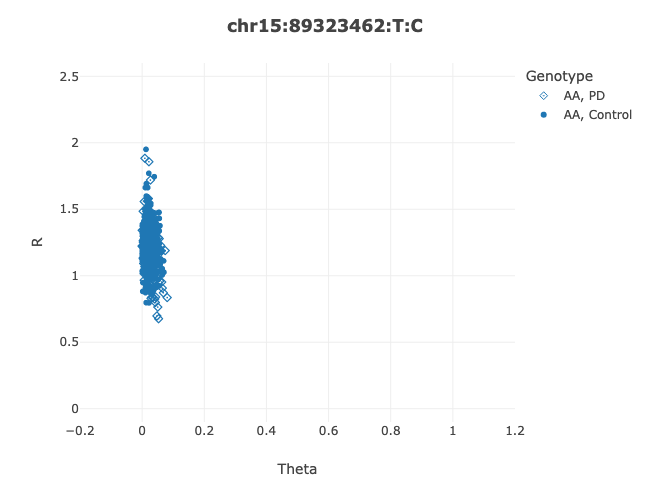 chr15:89323462:T:C
Genotype
AA, PD
AA, Control
2.5
2
1.5
1
0.5
0
R
−0.2
0
0.2
0.4
0.6
0.8
1
1.2
Theta